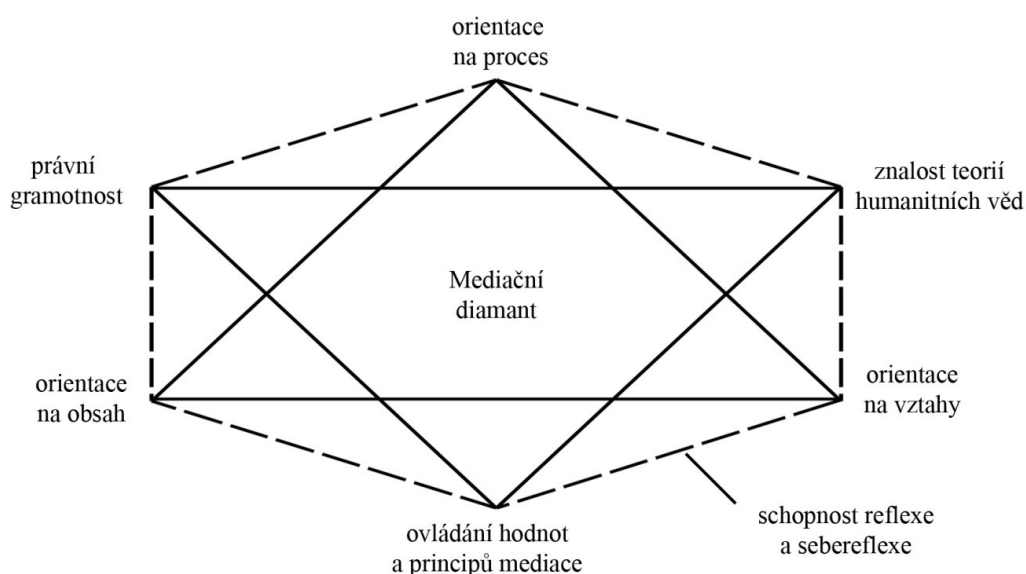 orientace
na proces
právní
gramotnost
znalost teorií
humanitních věd
Mediační
diamant
orientace
na obsah
orientace
na vztahy
ovládání hodnot
a principů mediace
schopnost reflexe
a sebereflexe